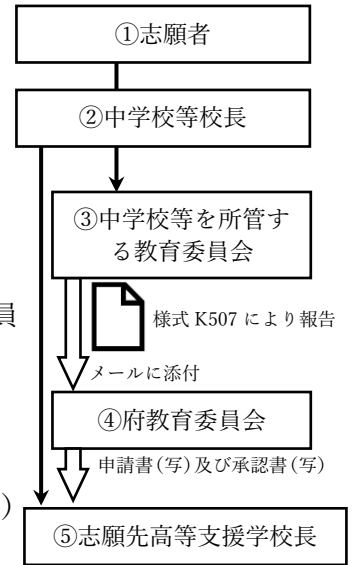 ①志願者
②中学校等校長
③中学校等を所管す
る教育委員会
員
様式 K507 により報告
メールに添付
④府教育委員会
申請書(写)及び承認書(写)
)
⑤志願先高等支援学校長